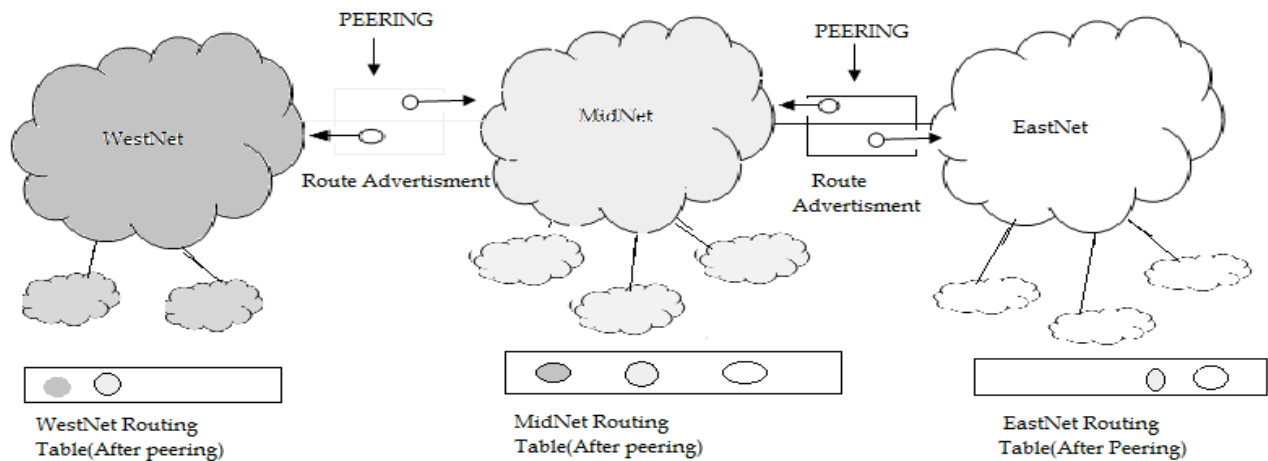 PEERING
PEERING
WestNet
MidNet
EastNet
Route Advertisment
Route
Advertisment
WestNet Routing
Table(After peering)
MidNet Routing
Table(After peering)
EastNet Routing
Table(After Peering)